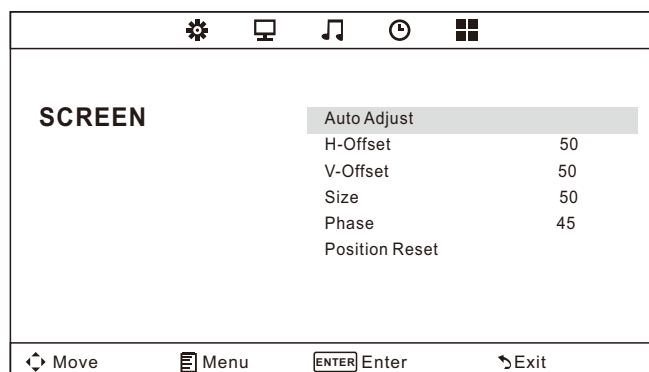 SCREEN
Auto Adjust
H-Offset 50
V-Offset 50
Size 50
Phase 45
Position Reset
Move Menu ENTER Enter Exit